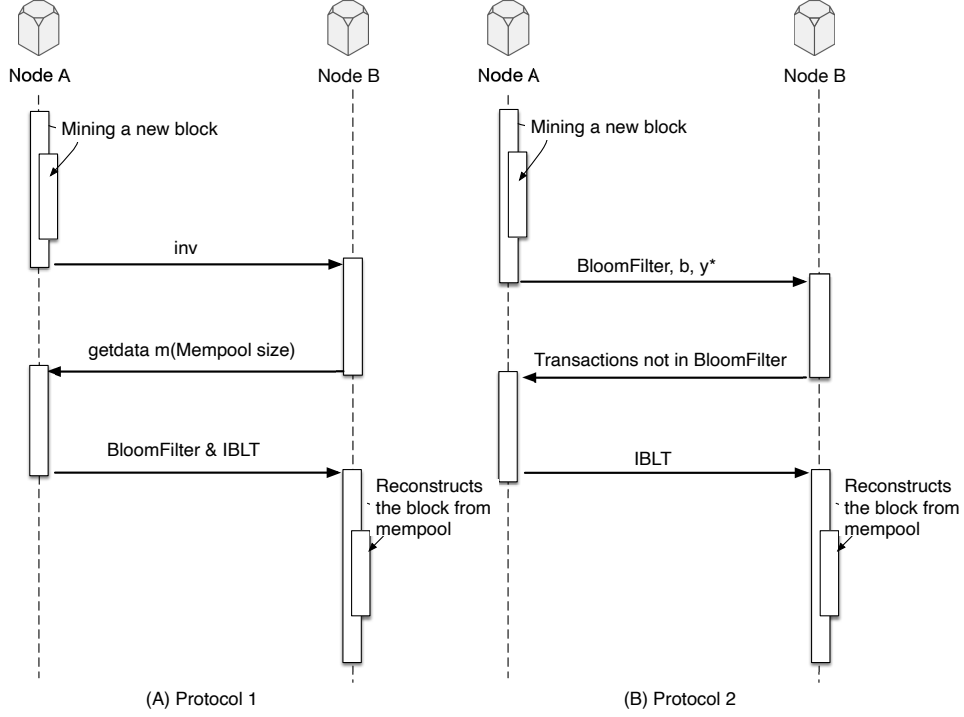 Node A
Node B
Mining a new block
inv
getdata m(Mempool size)
BloomFilter & IBLT
Reconstructs
the block from
mempool
(A) Protocol 1
Node A
Node B
Mining a new block
BloomFilter, b, y*
Transactions not in BloomFilter
IBLT
Reconstructs
the block from
mempool
(B) Protocol 2